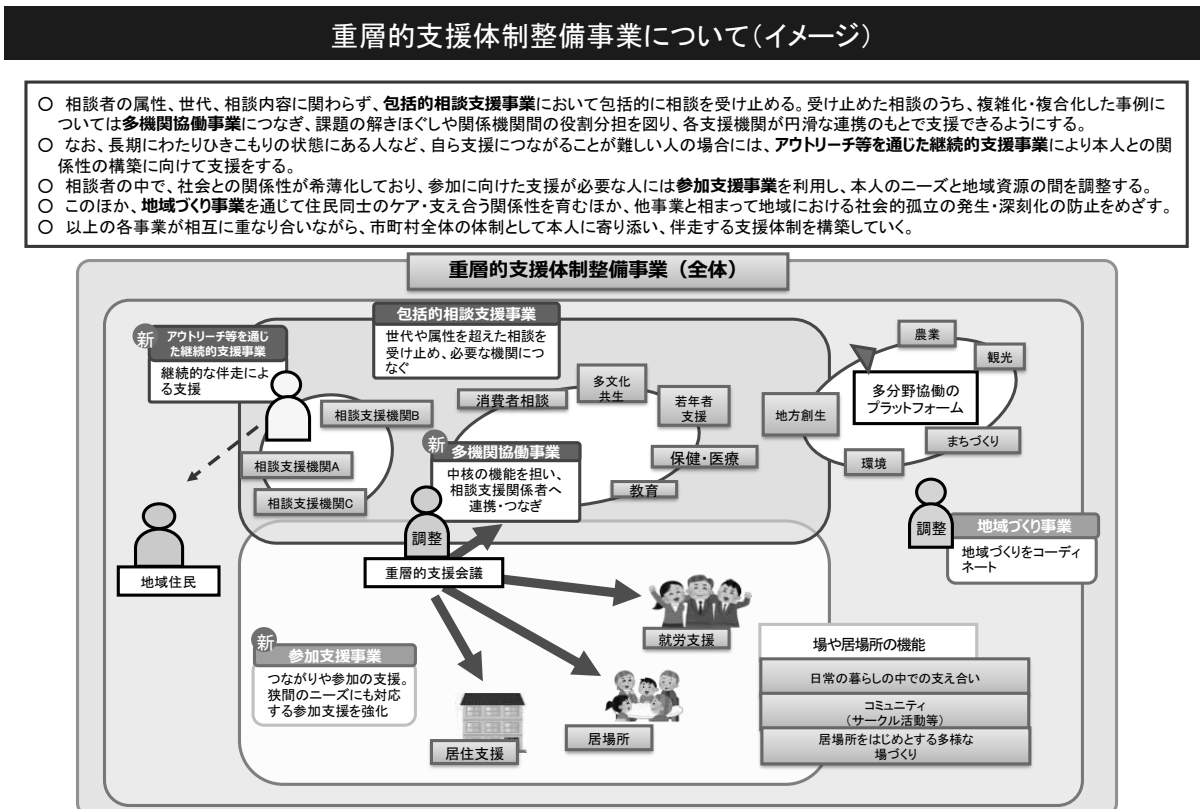 重層的支援体制整備事業について(イメージ)
○ 相談者の属性、世代、相談内容に関わらず、包括的相談支援事業において包括的に相談を受け止める。受け止めた相談のうち、複雑化・複合化した事例に
ついては多機関協働事業につなぎ、課題の解きほぐしや関係機関間の役割分担を図り、各支援機関が円滑な連携のもとで支援できるようにする。
○ なお、長期にわたりひきこもりの状態にある人など、自ら支援につながることが難しい人の場合には、アウトリーチ等を通じた継続的支援事業により本人との関
係性の構築に向けて支援をする。
○ 相談者の中で、社会との関係性が希薄化しており、参加に向けた支援が必要な人には参加支援事業を利用し、本人のニーズと地域資源の間を調整する。
○ このほか、地域づくり事業を通じて住民同士のケア・支え合う関係性を育むほか、他事業と相まって地域における社会的孤立の発生・深刻化の防止をめざす。
○ 以上の各事業が相互に重なり合いながら、市町村全体の体制として本人に寄り添い、伴走する支援体制を構築していく。
重層的支援体制整備事業(全体)
新
アウトリーチ等を通じ
た継続的支援事業
継続的な伴走によ
る支援
包括的相談支援事業
世代や属性を超えた相談を
受け止め、必要な機関につ
なぐ
相談支援機関B
相談支援機関A
相談支援機関C
消費者相談
多文化
共生
若年者
支援
保健・医療
教育
新
多機関協働事業
中核の機能を担い、
相談支援関係者へ
連携・つなぎ
農業
観光
多分野協働の
プラットフォーム
地方創生
まちづくり
環境
調整
重層的支援会議
地域住民
調整
地域づくり事業
地域づくりをコーディ
ネート
新
参加支援事業
つながりや参加の支援。
狭間のニーズにも対応
する参加支援を強化
就労支援
居場所
居住支援
場や居場所の機能
日常の暮らしの中での支え合い
コミュニティ
(サークル活動等)
居場所をはじめとする多様な
場づくり